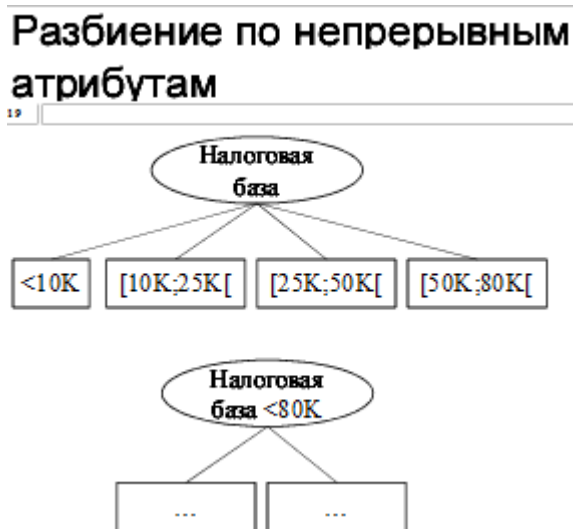 Разбиение по непрерывным
атрибутам
19
Налоговая
база
<10K [10K;25K[ [25K;50K[ [50K;80K[
Налоговая
база <80K
... ...